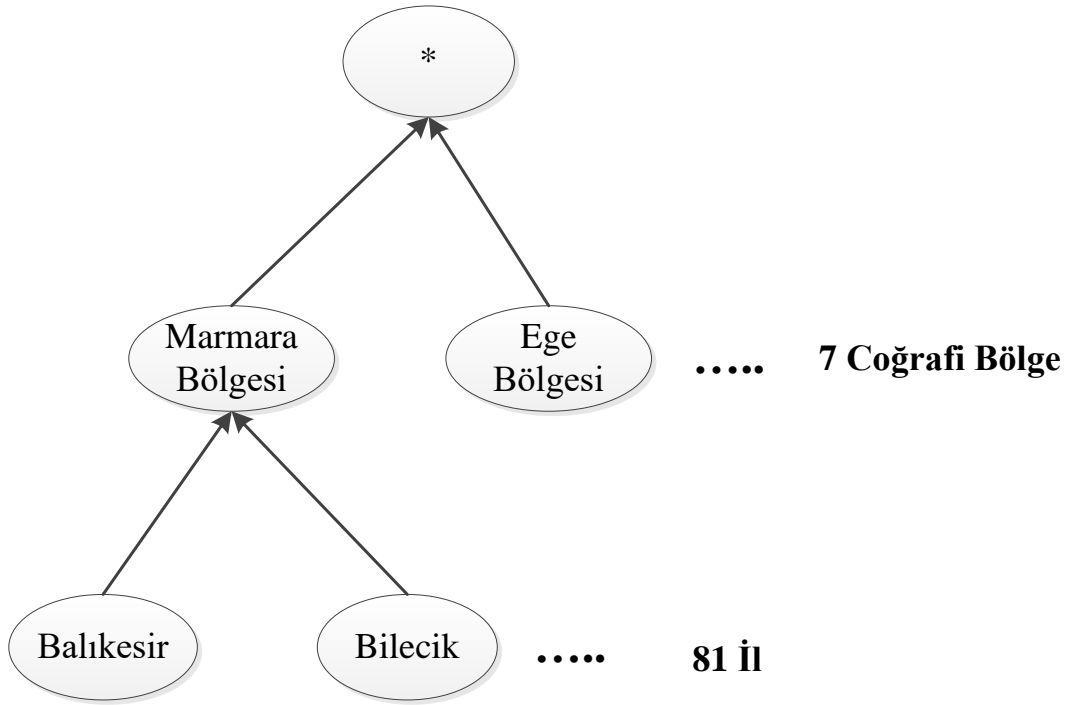 *
Marmara
Bölgesi
Ege
Bölgesi
..... 7 Coğrafi Bölge
Balıkesir
Bilecik
..... 81 İl